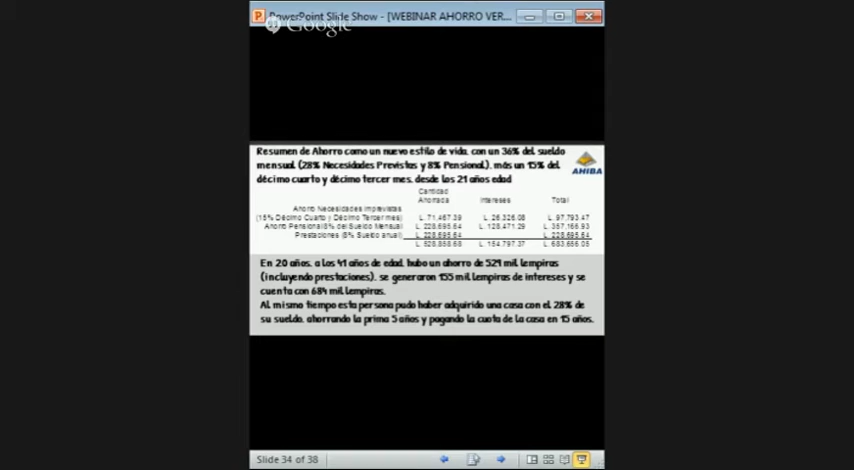 PowerPoint Slide Show - [WEBINAR AHORRO VER...
Google
Resumen de Ahorro como un nuevo estilo de vida, con un 36% del sueldo
mensual (28% Necesidades Previstas y 8% Pensional), más un 15% del
décimo cuarto y décimo tercer mes, desde los 21 años edad
AHIBA
Cantidad
Ahorrada Intereses Total
Ahorro Necesidades Imprevistas
(15% Décimo Cuarto y Décimo Tercer mes) L. 71,467.39 L. 26,326.08 L. 97,793.47
Ahorro Pensional 8% del Sueldo Mensual L. 228,695.64 L. 128,471.29 L. 357,166.93
Prestaciones (8% Sueldo anual) L. 228,695.64 L. 228,695.64
L. 528,858.68 L. 154,797.37 L. 683,656.05
En 20 años, a los 41 años de edad, hubo un ahorro de 529 mil lempiras
(incluyendo prestaciones), se generaron 155 mil lempiras de intereses y se
cuenta con 684 mil lempiras.
Al mismo tiempo esta persona pudo haber adquirido una casa con el 28% de
su sueldo, ahorrando la prima 5 años y pagando la cuota de la casa en 15 años.
Slide 34 of 38